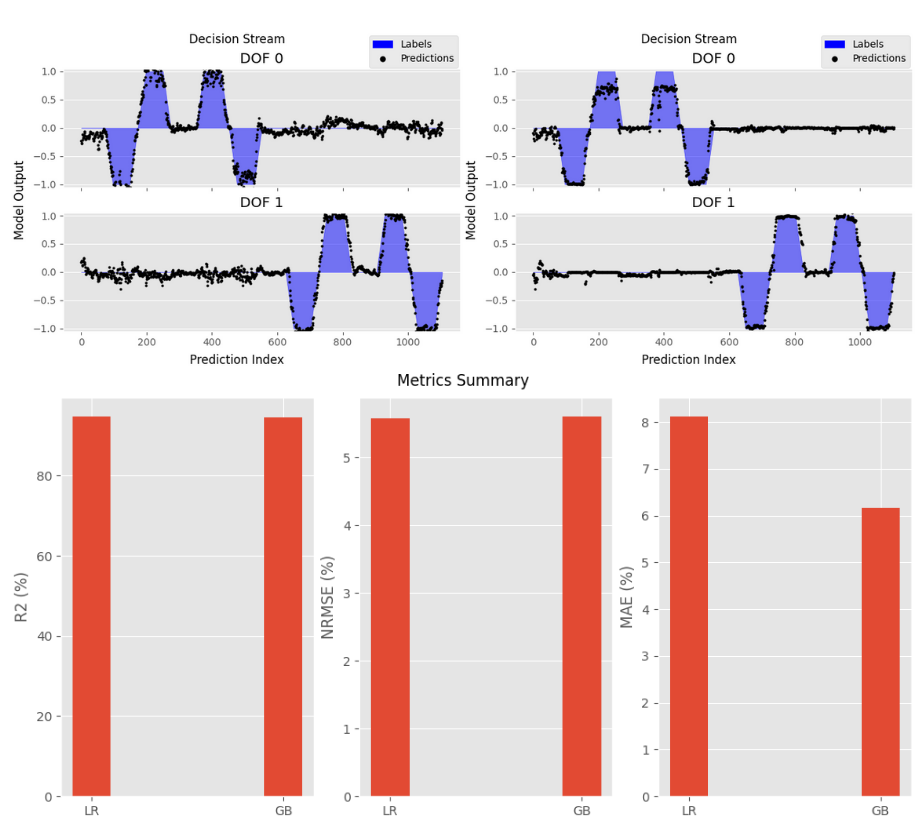 Decision Stream
Labels
Predictions
DOF 0
1.0
0.5
0.0
−0.5
−1.0
DOF 1
1.0
0.5
0.0
−0.5
−1.0
0 200 400 600 800 1000
Prediction Index
Model Output
Decision Stream
Labels
Predictions
DOF 0
1.0
0.5
0.0
−0.5
−1.0
DOF 1
1.0
0.5
0.0
−0.5
−1.0
0 200 400 600 800 1000
Prediction Index
Model Output
Metrics Summary
R2 (%)
80
60
40
20
0
LR GB
NRMSE (%)
5
4
3
2
1
0
LR GB
MAE (%)
8
7
6
5
4
3
2
1
0
LR GB